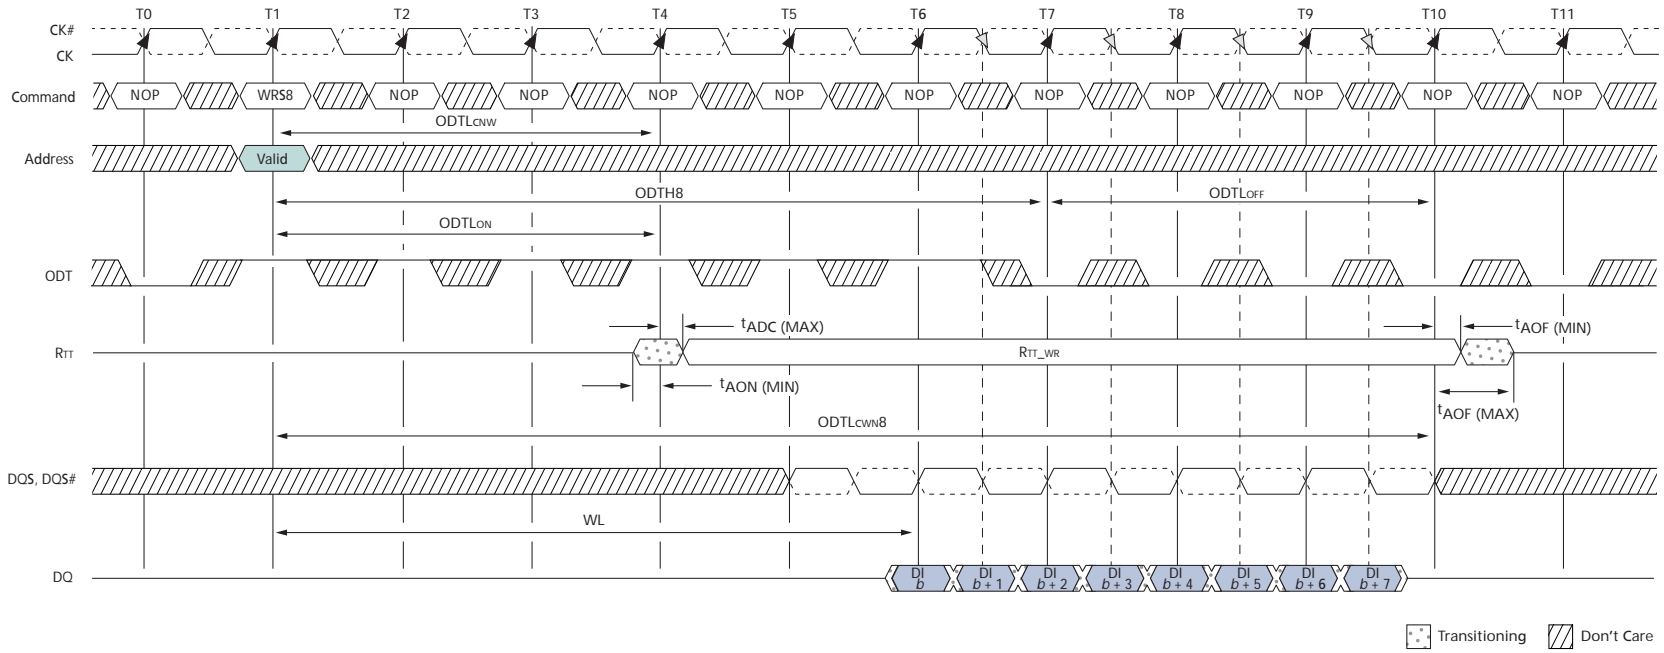 T0 T1 T2 T3 T4 T5 T6 T7 T8 T9 T10 T11
CK#
CK
Command NOP WRS8 NOP NOP NOP NOP NOP NOP NOP NOP NOP NOP
ODTLCNW
Address Valid
ODTH8 ODTLOFF
ODTLON
ODT
tADC (MAX) tAOF (MIN)
RTT RTT_WR
tAON (MIN)
tAOF (MAX)
ODTLCWN8
DQS, DQS#
WL
DQ DI b DI b + 1 DI b + 2 DI b + 3 DI b + 4 DI b + 5 DI b + 6 DI b + 7
Transitioning Don't Care